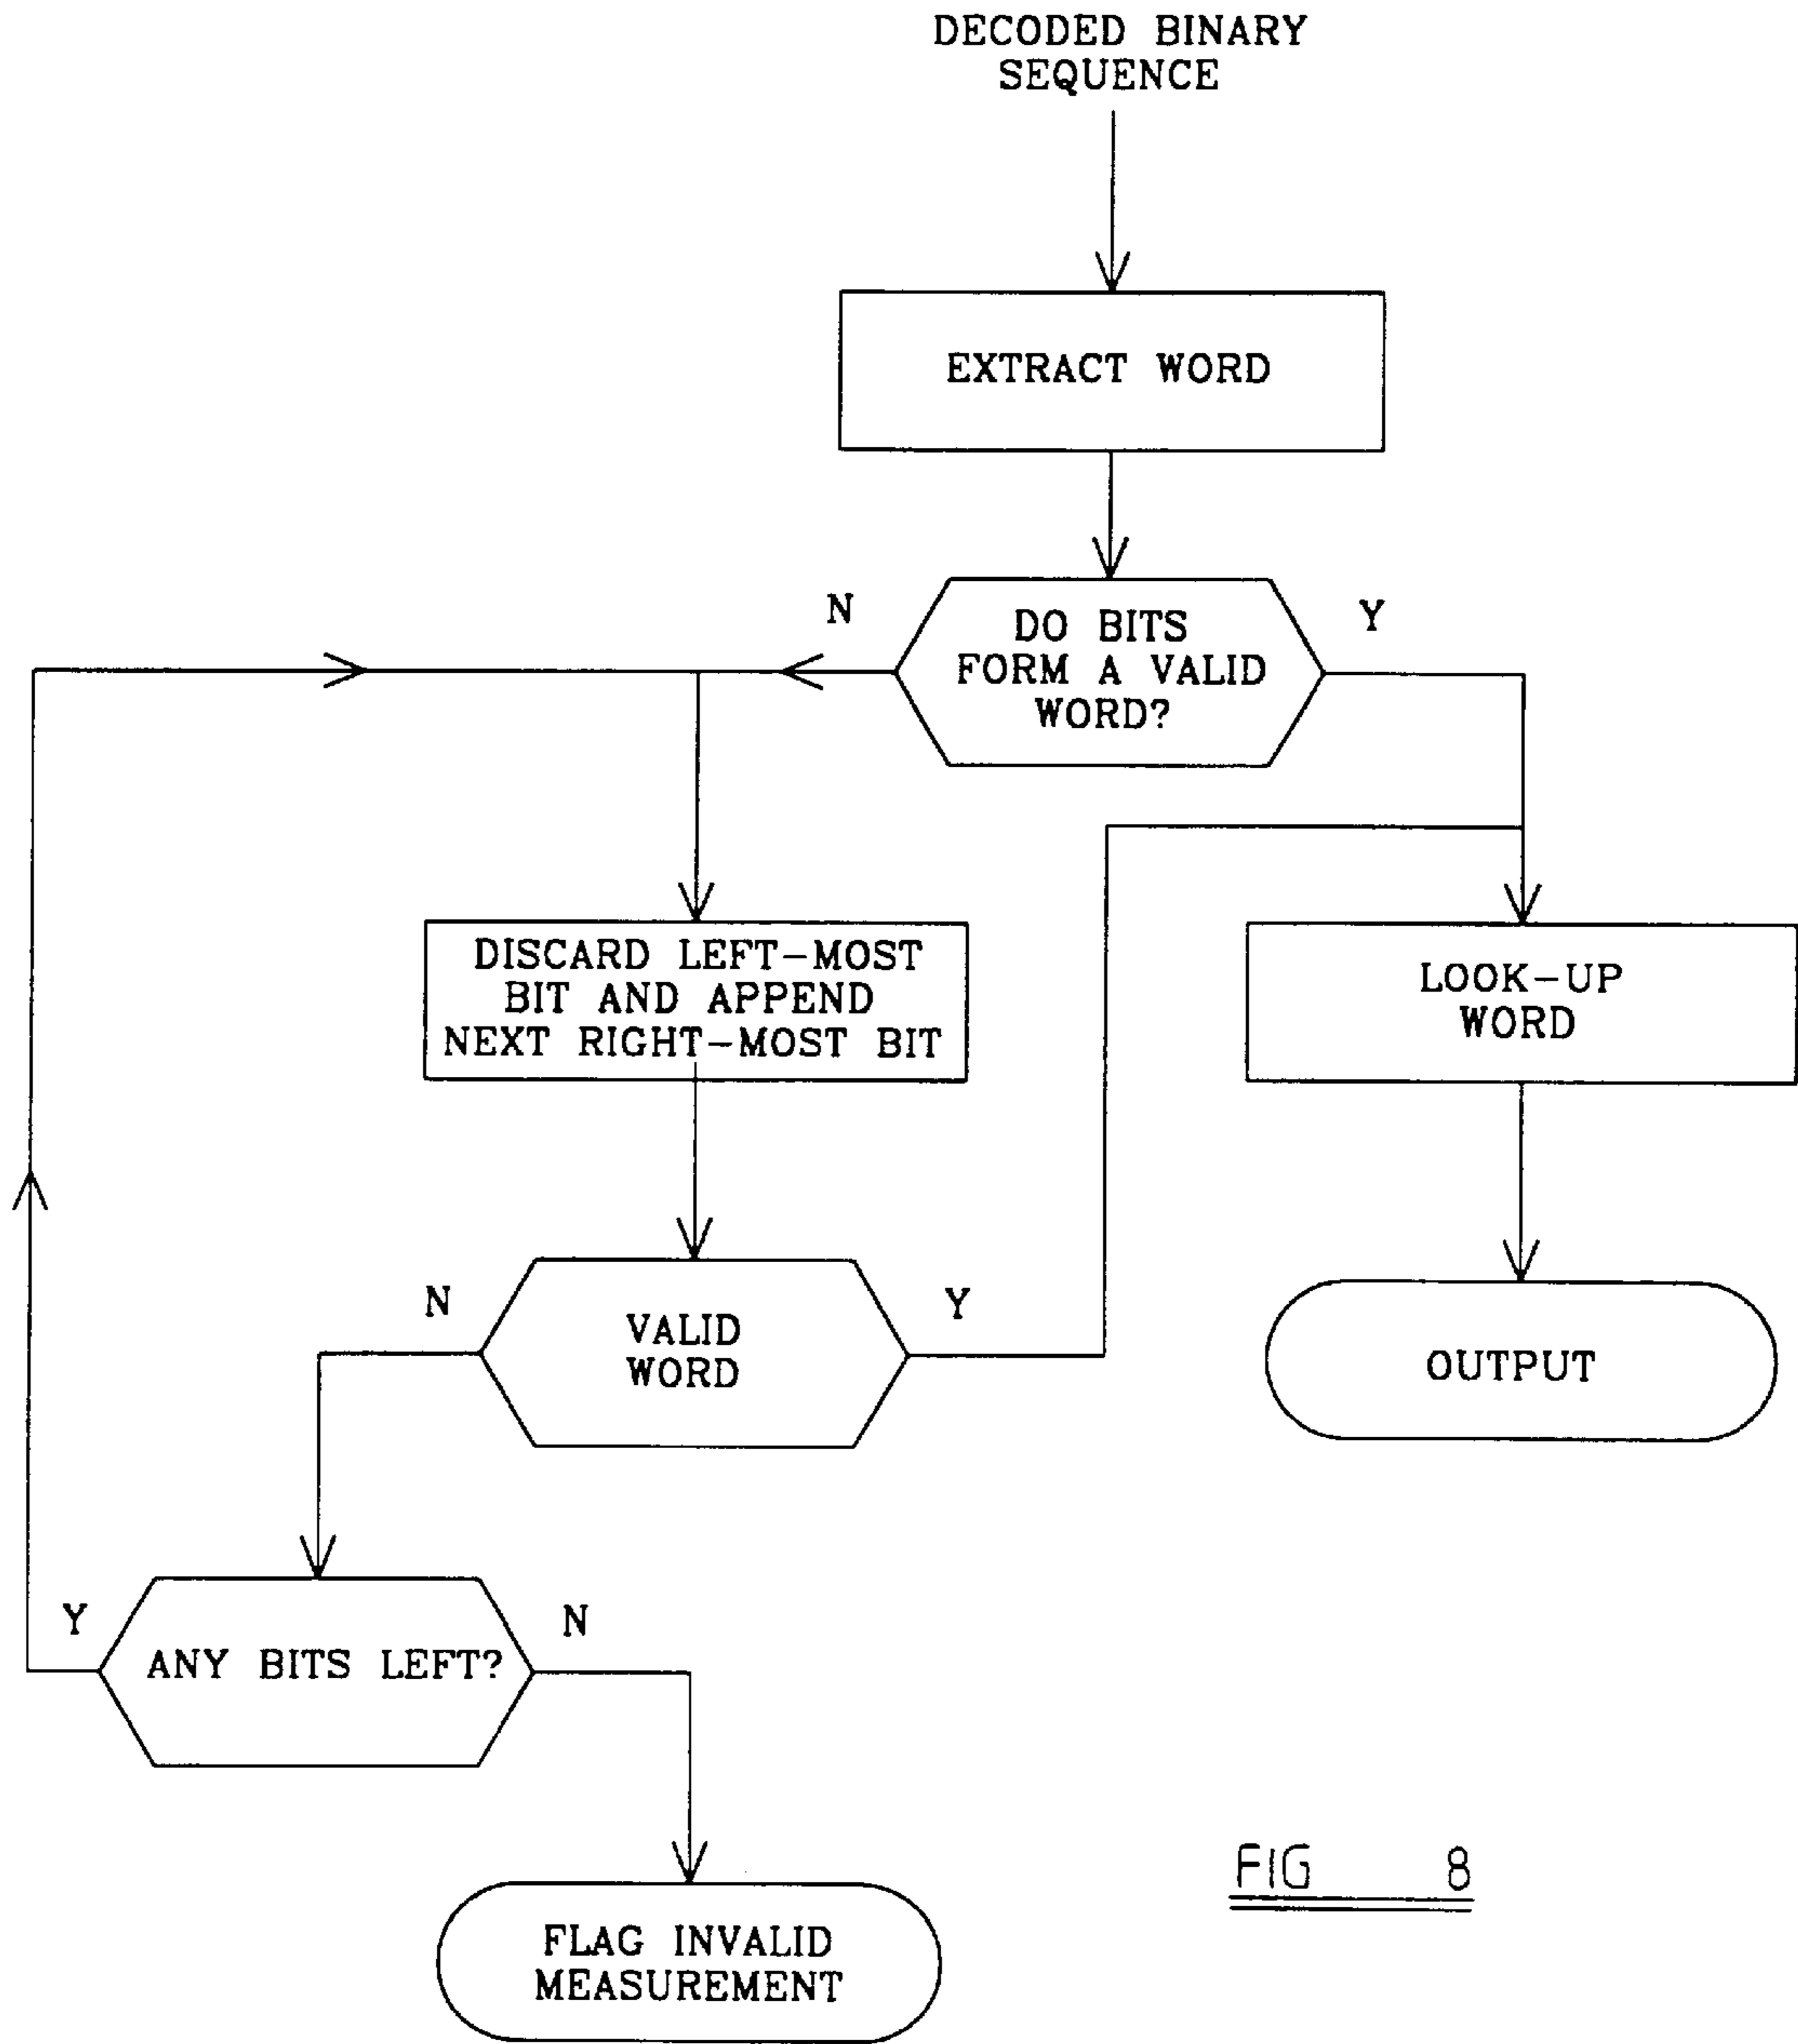 DECODED BINARY
SEQUENCE
EXTRACT WORD
N
DO BITS
FORM A VALID
WORD?
Y
DISCARD LEFT-MOST
BIT AND APPEND
NEXT RIGHT-MOST BIT
LOOK-UP
WORD
N
VALID
WORD
Y
OUTPUT
Y
ANY BITS LEFT?
N
FLAG INVALID
MEASUREMENT
FIG 8